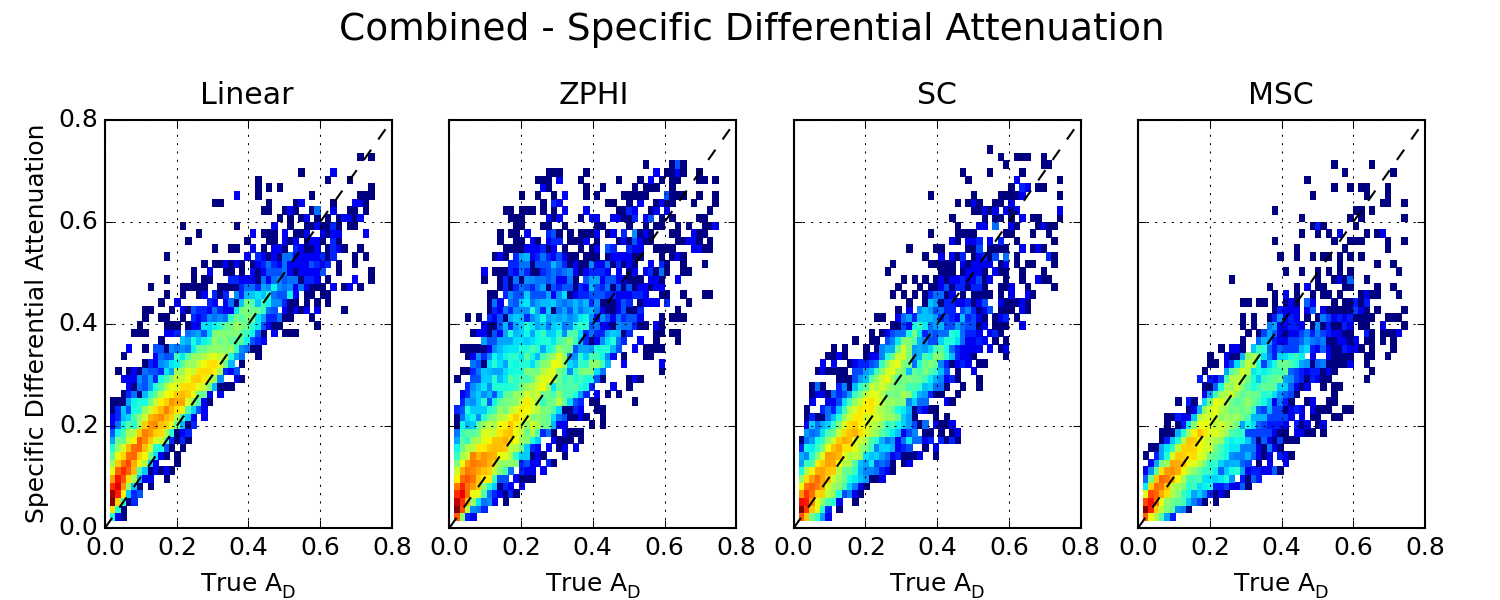 Combined - Specific Differential Attenuation
Linear ZPHI SC MSC
Specific Differential Attenuation
0.8
0.6
0.4
0.2
0.0
0.0 0.2 0.4 0.6 0.8 0.0 0.2 0.4 0.6 0.8 0.0 0.2 0.4 0.6 0.8 0.0 0.2 0.4 0.6 0.8
True A_D True A_D True A_D True A_D